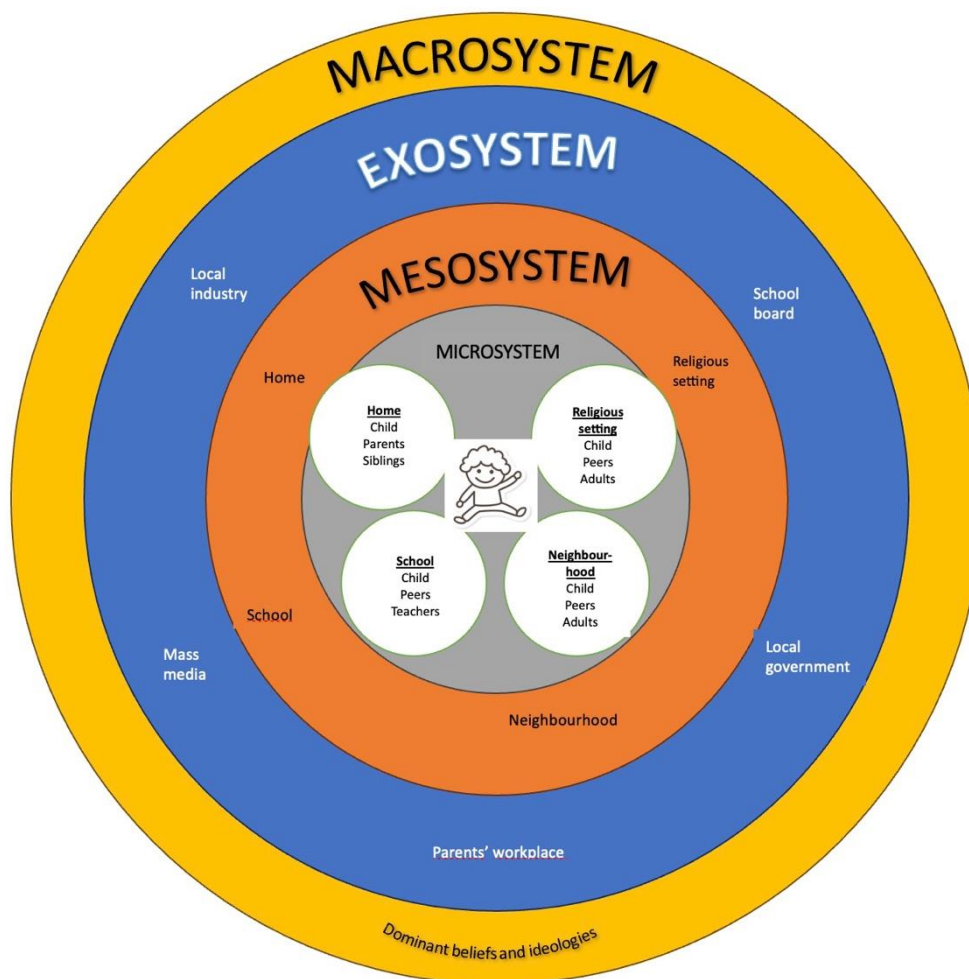 MACROSYSTEM
EXOSYSTEM
MESOSYSTEM
MICROSYSTEM
Local
industry
School
board
Home
Religious
setting
Home
Child
Parents
Siblings
Religious
setting
Child
Peers
Adults
School
Child
Peers
Teachers
Neighbour-
hood
Child
Peers
Adults
School
Mass
media
Local
government
Neighbourhood
Parents’ workplace
Dominant beliefs and ideologies